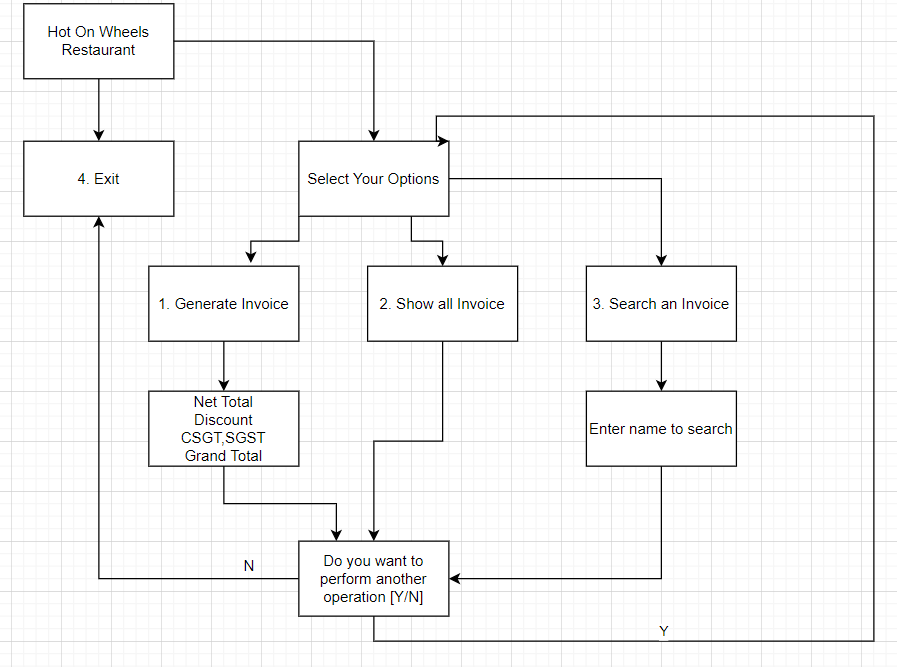 Hot On Wheels
Restaurant
4. Exit
Select Your Options
1. Generate Invoice
2. Show all Invoice
3. Search an Invoice
Net Total
Discount
CSGT,SGST
Grand Total
Enter name to search
Do you want to
perform another
operation [Y/N]
N
Y